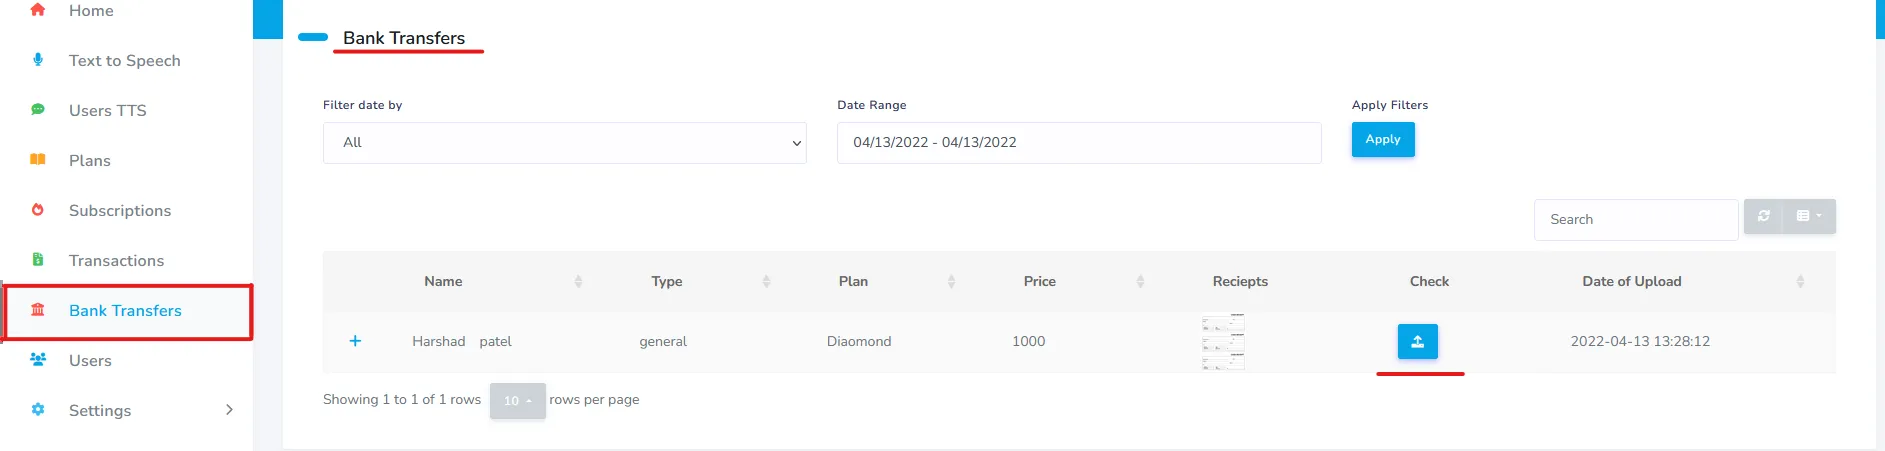 Home
Text to Speech
Users TTS
Plans
Subscriptions
Transactions
Bank Transfers
Users
Settings
Bank Transfers
Filter date by Date Range Apply Filters
All 04/13/2022 - 04/13/2022 Apply
Search
Name Type Plan Price Reciepts Check Date of Upload
Harshad patel general Diaomond 1000 2022-04-13 13:28:12
Showing 1 to 1 of 1 rows 10 rows per page